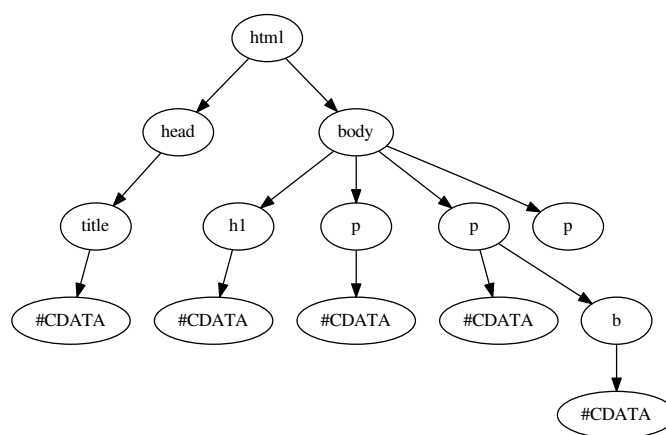 html
head body
title h1 p p p
#CDATA #CDATA #CDATA #CDATA b
#CDATA